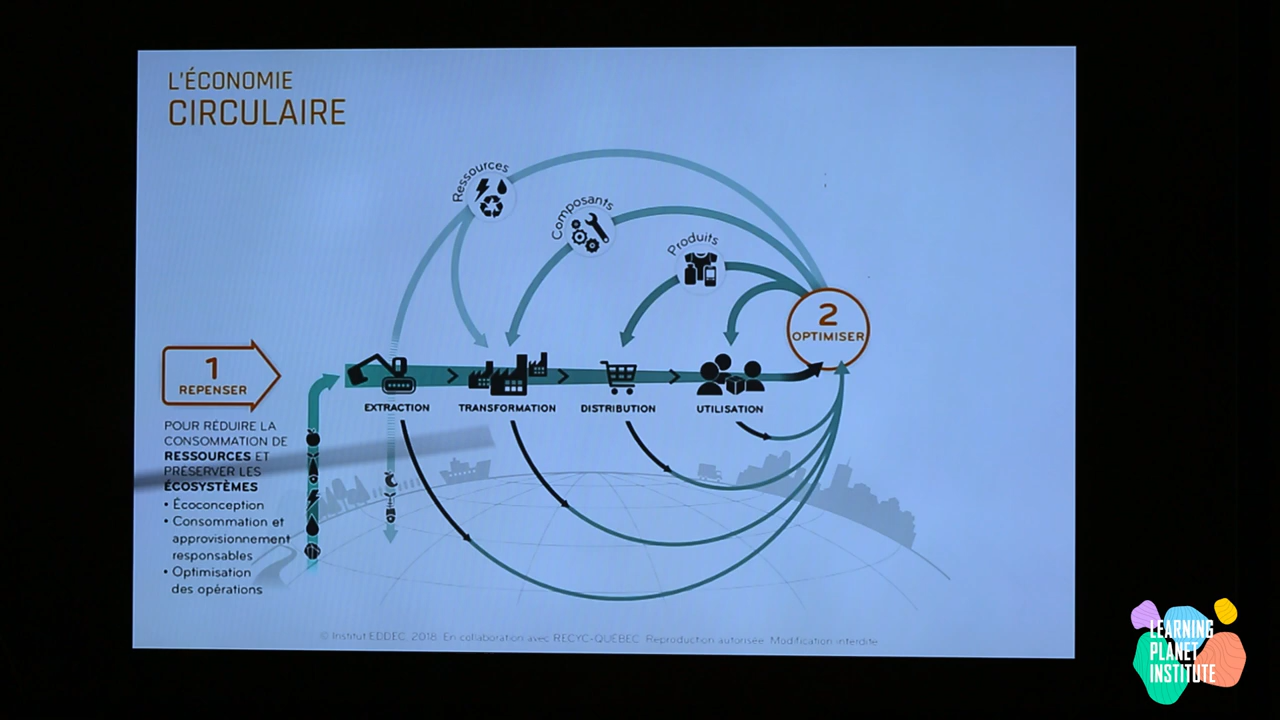 L'ÉCONOMIE
CIRCULAIRE
Ressources
Composants
Produits
2
OPTIMISER
1
REPENSER
EXTRACTION
TRANSFORMATION
DISTRIBUTION
UTILISATION
POUR RÉDUIRE LA
CONSOMMATION DE
RESSOURCES ET
PRÉSERVER LES
ÉCOSYSTÈMES
• Écoconception
• Consommation et
approvisionnement
responsables
• Optimisation
des opérations
© Institut EDDEC, 2018. En collaboration avec RECYC-QUÉBEC. Reproduction autorisée. Modification interdite.
LEARNING
PLANET
INSTITUTE